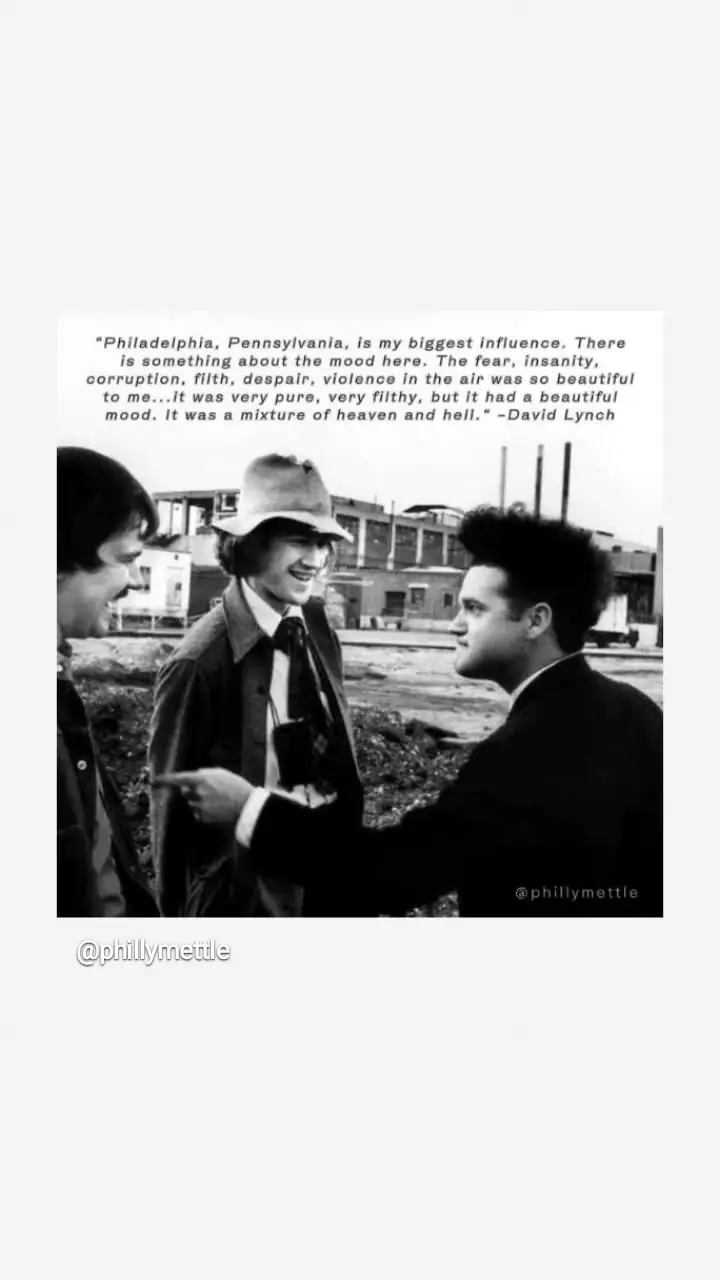 "Philadelphia, Pennsylvania, is my biggest influence. There
is something about the mood here. The fear, insanity,
corruption, filth, despair, violence in the air was so beautiful
to me...it was very pure, very filthy, but it had a beautiful
mood. It was a mixture of heaven and hell." –David Lynch
@phillymettle
@phillymettle